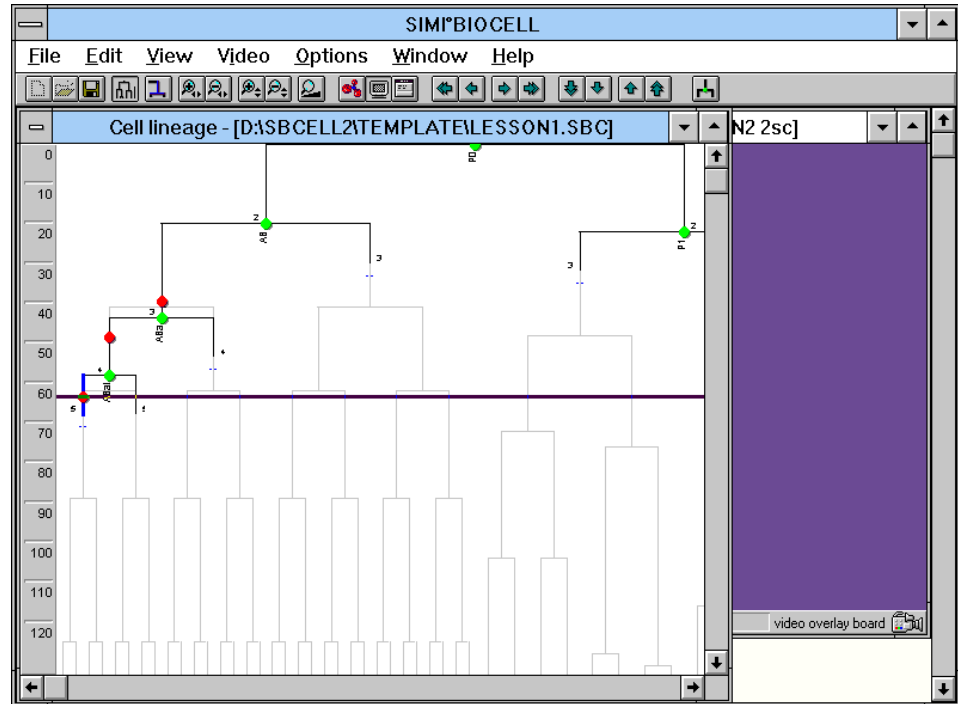 SIMI°BIOCELL
File Edit View Video Options Window Help
Cell lineage - [D:\SBCELL2\TEMPLATE\LESSON1.SBC]
N2 2sc]
0
P0
10
2
AB
20
2
P1
30
3
3
40
3
ABa
50
4
4
ABal
60
5
5
70
80
90
100
110
120
video overlay board